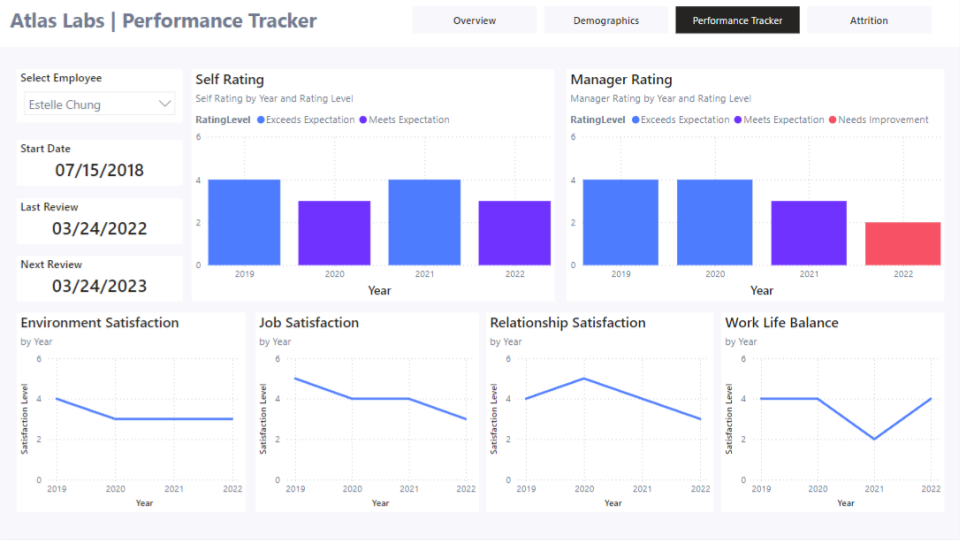 Atlas Labs | Performance Tracker
Overview
Demographics
Performance Tracker
Attrition
Select Employee
Estelle Chung
Start Date
07/15/2018
Last Review
03/24/2022
Next Review
03/24/2023
Self Rating
Self Rating by Year and Rating Level
RatingLevel Exceeds Expectation Meets Expectation
6
4
2
0
2019 2020 2021 2022
Year
Manager Rating
Manager Rating by Year and Rating Level
RatingLevel Exceeds Expectation Meets Expectation Needs Improvement
6
4
2
0
2019 2020 2021 2022
Year
Environment Satisfaction
by Year
Satisfaction Level
6
4
2
0
2019 2020 2021 2022
Year
Job Satisfaction
by Year
Satisfaction Level
6
4
2
0
2019 2020 2021 2022
Year
Relationship Satisfaction
by Year
Satisfaction Level
6
4
2
0
2019 2020 2021 2022
Year
Work Life Balance
by Year
Satisfaction Level
6
4
2
0
2019 2020 2021 2022
Year